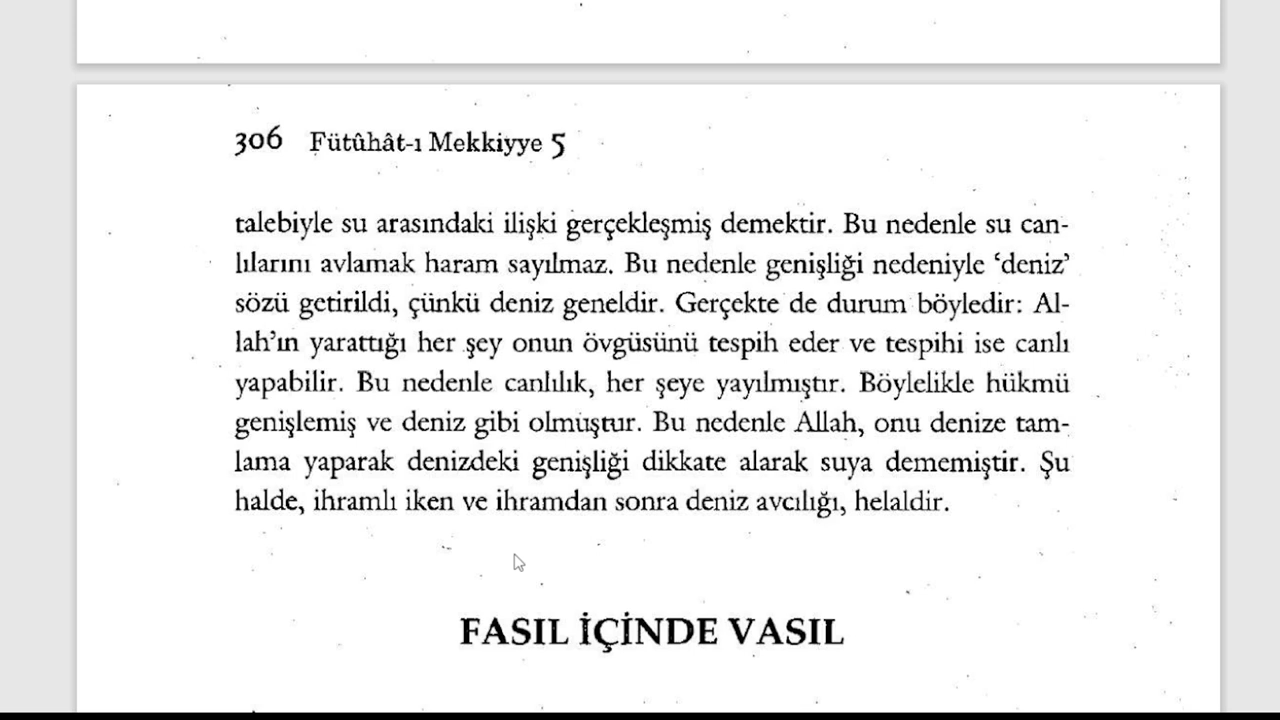 306 Fütûhât-ı Mekkiyye 5
talebiyle su arasındaki ilişki gerçekleşmiş demektir. Bu nedenle su can-
lılarını avlamak haram sayılmaz. Bu nedenle genişliği nedeniyle ‘deniz’
sözü getirildi, çünkü deniz geneldir. Gerçekte de durum böyledir: Al-
lah’ın yarattığı her şey onun övgüsünü tespih eder ve tespihi ise canlı
yapabilir. Bu nedenle canlılık, her şeye yayılmıştır. Böylelikle hükmü
genişlemiş ve deniz gibi olmuştur. Bu nedenle Allah, onu denize tam-
lama yaparak denizdeki genişliği dikkate alarak suya dememiştir. Şu
halde, ihramlı iken ve ihramdan sonra deniz avcılığı, helaldir.
FASIL İÇİNDE VASIL